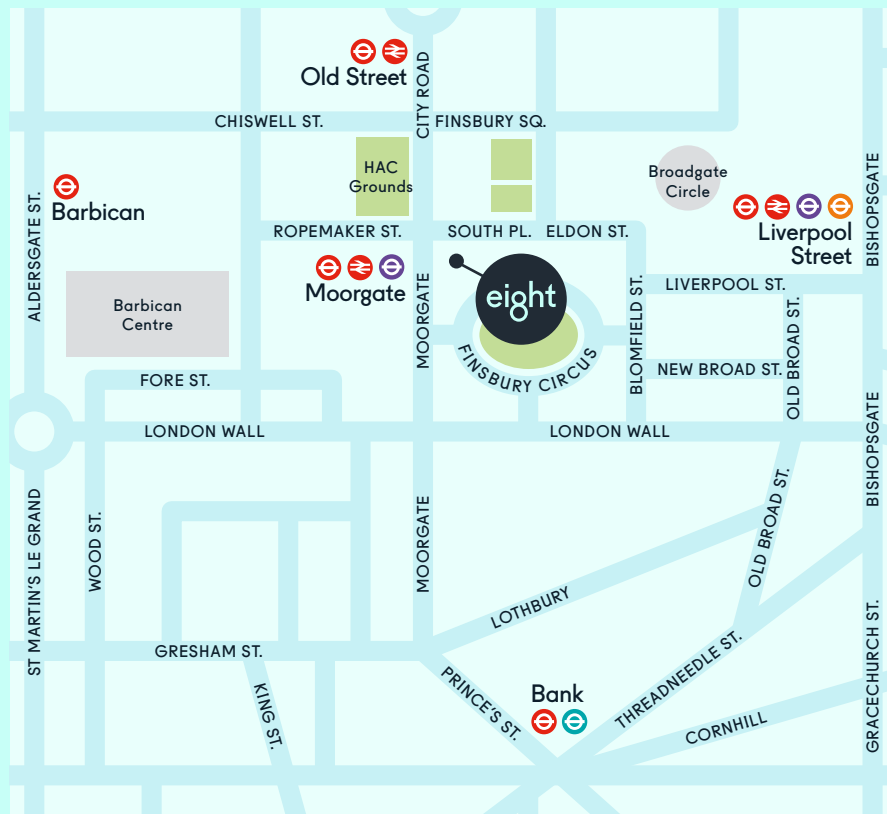 Old Street
CITY ROAD
CHISWELL ST.
FINSBURY SQ.
HAC
Grounds
Broadgate
Circle
BISHOPSGATE
Barbican
ALDERSGATE ST.
Liverpool
Street
ROPEMAKER ST.
SOUTH PL.
ELDON ST.
Moorgate
MOORGATE
eight
FINSBURY CIRCUS
BLOMFIELD ST.
LIVERPOOL ST.
OLD BROAD ST.
Barbican
Centre
NEW BROAD ST.
FORE ST.
LONDON WALL
LONDON WALL
BISHOPSGATE
ST MARTIN'S LE GRAND
WOOD ST.
MOORGATE
OLD BROAD ST.
LOTHBURY
GRESHAM ST.
KING ST.
PRINCE'S ST.
Bank
THREADNEEDLE ST.
CORNHILL
GRACECHURCH ST.